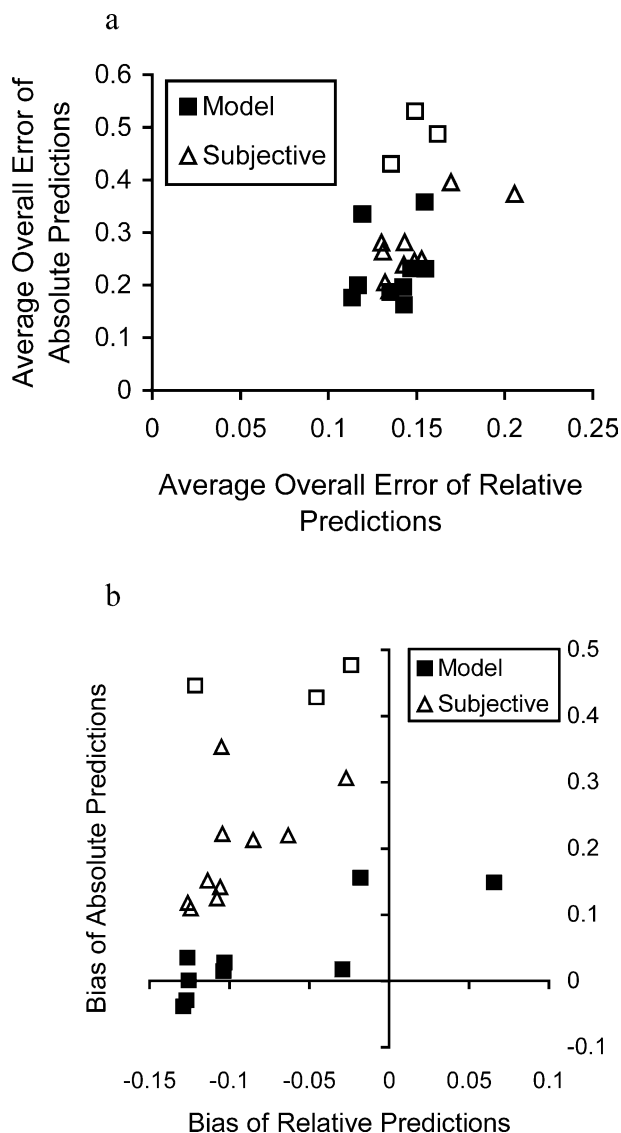 a
Average Overall Error of
Absolute Predictions
0.6
0.5
0.4
0.3
0.2
0.1
0
Model
Subjective
0
0.05
0.1
0.15
0.2
0.25
Average Overall Error of Relative
Predictions
b
Bias of Absolute Predictions
Model
Subjective
0.5
0.4
0.3
0.2
0.1
0
-0.1
-0.15
-0.1
-0.05
0
0.05
0.1
Bias of Relative Predictions